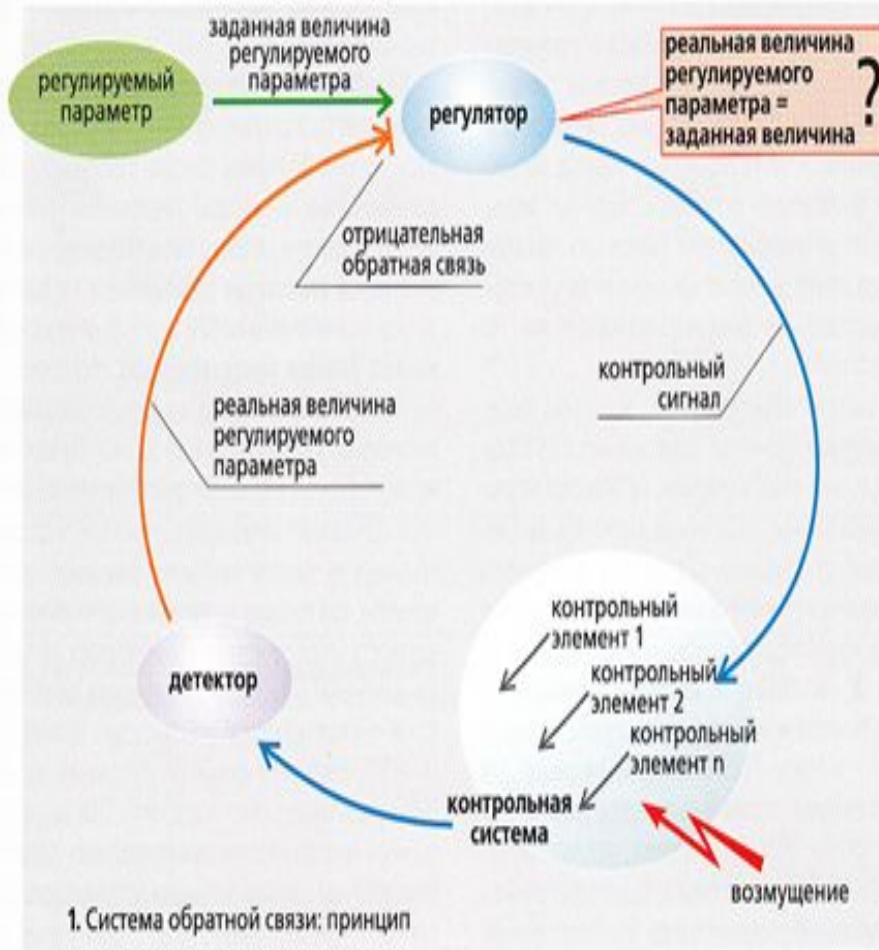 заданная величина
регулируемого
параметра
регулируемый
параметр
регулятор
реальная величина
регулируемого
параметра =
заданная величина
?
отрицательная
обратная связь
контрольный
сигнал
реальная величина
регулируемого
параметра
контрольный
элемент 1
контрольный
элемент 2
контрольный
элемент n
детектор
контрольная
система
возмущение
1. Система обратной связи: принцип